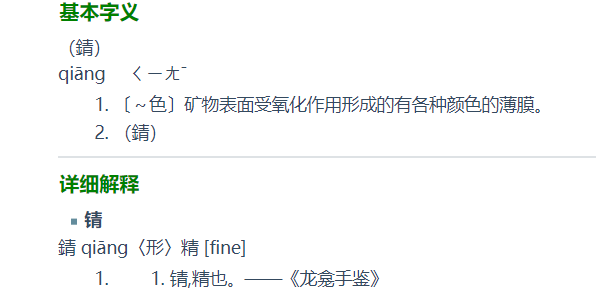 基本字义
（錆）
qiāng ㄑㄧㄤˉ
1. 〔～色〕矿物表面受氧化作用形成的有各种颜色的薄膜。
2. （錆）
详细解释
锖
錆 qiāng〈形〉精 [fine]
1. 1. 锖,精也。——《龙龛手鉴》